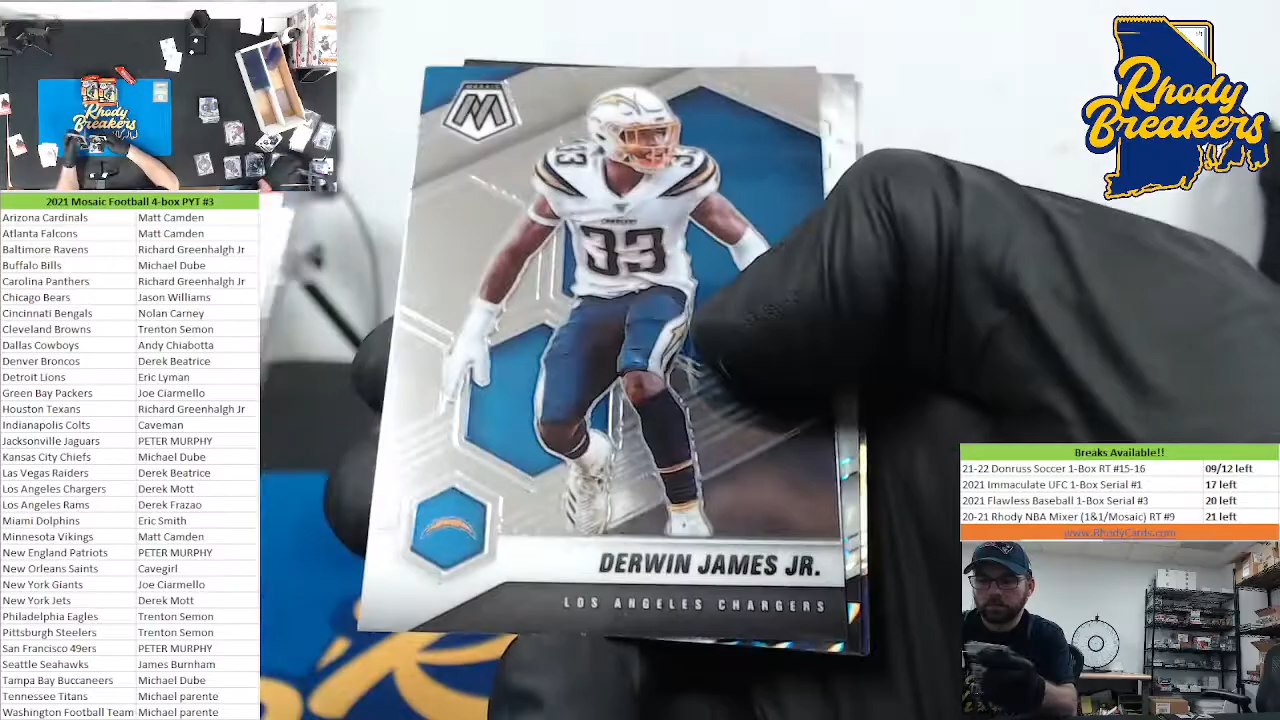 Rhody
Breakers
2021 Mosaic Football 4-box PYT #3
Arizona Cardinals Matt Camden
Atlanta Falcons Matt Camden
Baltimore Ravens Richard Greenhalgh Jr
Buffalo Bills Michael Dube
Carolina Panthers Richard Greenhalgh Jr
Chicago Bears Jason Williams
Cincinnati Bengals Nolan Carney
Cleveland Browns Trenton Semon
Dallas Cowboys Andy Chiabotta
Denver Broncos Derek Beatrice
Detroit Lions Eric Lyman
Green Bay Packers Joe Ciarmello
Houston Texans Richard Greenhalgh Jr
Indianapolis Colts Caveman
Jacksonville Jaguars PETER MURPHY
Kansas City Chiefs Michael Dube
Las Vegas Raiders Derek Beatrice
Los Angeles Chargers Derek Mott
Los Angeles Rams Derek Frazao
Miami Dolphins Eric Smith
Minnesota Vikings Matt Camden
New England Patriots PETER MURPHY
New Orleans Saints Cavegirl
New York Giants Joe Ciarmello
New York Jets Derek Mott
Philadelphia Eagles Trenton Semon
Pittsburgh Steelers Trenton Semon
San Francisco 49ers PETER MURPHY
Seattle Seahawks James Burnham
Tampa Bay Buccaneers Michael Dube
Tennessee Titans Michael parente
Washington Football Team Michael parente
MOSAIC
M
33
33
CHARGERS
33
DERWIN JAMES JR.
LOS ANGELES CHARGERS
Rhody
Breakers
Breaks Available!!
21-22 Donruss Soccer 1-Box RT #15-16 09/12 left
2021 Immaculate UFC 1-Box Serial #1 17 left
2021 Flawless Baseball 1-Box Serial #3 20 left
20-21 Rhody NBA Mixer (1&1/Mosaic) RT #9 21 left
www.RhodyCards.com